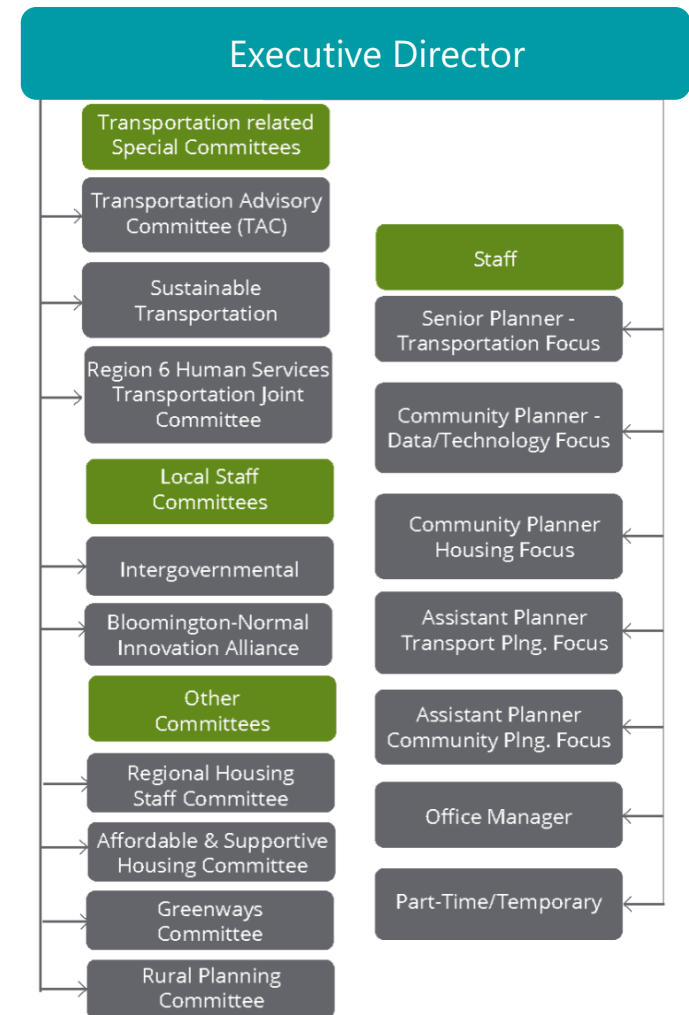 Executive Director
Transportation related
Special Committees
Transportation Advisory
Committee (TAC)
Sustainable
Transportation
Region 6 Human Services
Transportation Joint
Committee
Local Staff
Committees
Intergovernmental
Bloomington-Normal
Innovation Alliance
Other
Committees
Regional Housing
Staff Committee
Affordable & Supportive
Housing Committee
Greenways
Committee
Rural Planning
Committee
Staff
Senior Planner -
Transportation Focus
Community Planner -
Data/Technology Focus
Community Planner
Housing Focus
Assistant Planner
Transport Plng. Focus
Assistant Planner
Community Plng. Focus
Office Manager
Part-Time/Temporary